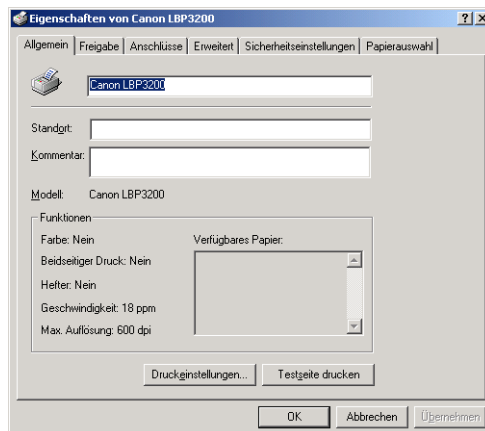 Eigenschaften von Canon LBP3200
Allgemein Freigabe Anschlüsse Erweitert Sicherheitseinstellungen Papierauswahl
Canon LBP3200
Standort:
Kommentar:
Modell: Canon LBP3200
Funktionen
Farbe: Nein Verfügbares Papier:
Beidseitiger Druck: Nein
Hefter: Nein
Geschwindigkeit: 18 ppm
Max. Auflösung: 600 dpi
Druckeinstellungen... Testseite drucken
OK Abbrechen Übernehmen